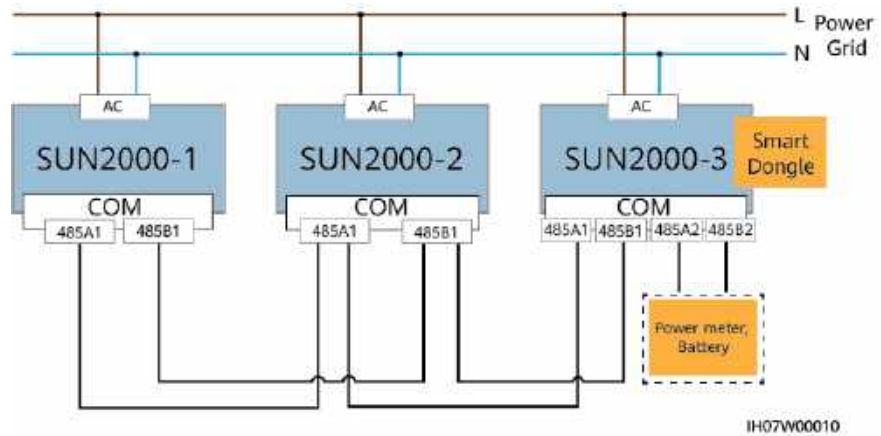 L Power
N Grid
AC AC AC
SUN2000-1 SUN2000-2 SUN2000-3 Smart
Dongle
COM COM COM
485A1 485B1 485A1 485B1 485A1 485B1 485A2 485B2
Power meter,
Battery
IH07W00010